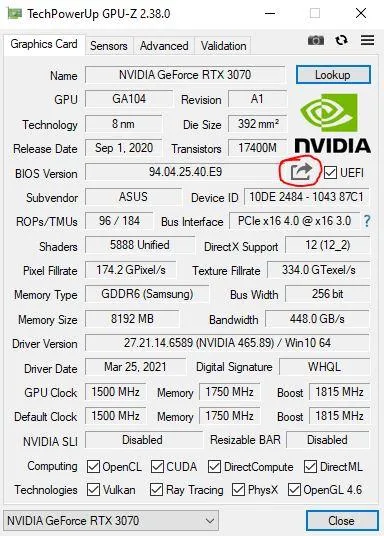 TechPowerUp GPU-Z 2.38.0
Graphics Card Sensors Advanced Validation
Name NVIDIA GeForce RTX 3070 Lookup
GPU GA104 Revision A1
Technology 8 nm Die Size 392 mm²
Release Date Sep 1, 2020 Transistors 17400M
NVIDIA
BIOS Version 94.04.25.40.E9 UEFI
Subvendor ASUS Device ID 10DE 2484 - 1043 87C1
ROPs/TMUs 96 / 184 Bus Interface PCIe x16 4.0 @ x16 3.0 ?
Shaders 5888 Unified DirectX Support 12 (12_2)
Pixel Fillrate 174.2 GPixel/s Texture Fillrate 334.0 GTexel/s
Memory Type GDDR6 (Samsung) Bus Width 256 bit
Memory Size 8192 MB Bandwidth 448.0 GB/s
Driver Version 27.21.14.6589 (NVIDIA 465.89) / Win10 64
Driver Date Mar 25, 2021 Digital Signature WHQL
GPU Clock 1500 MHz Memory 1750 MHz Boost 1815 MHz
Default Clock 1500 MHz Memory 1750 MHz Boost 1815 MHz
NVIDIA SLI Disabled Resizable BAR Disabled
Computing OpenCL CUDA DirectCompute DirectML
Technologies Vulkan Ray Tracing PhysX OpenGL 4.6
NVIDIA GeForce RTX 3070 Close